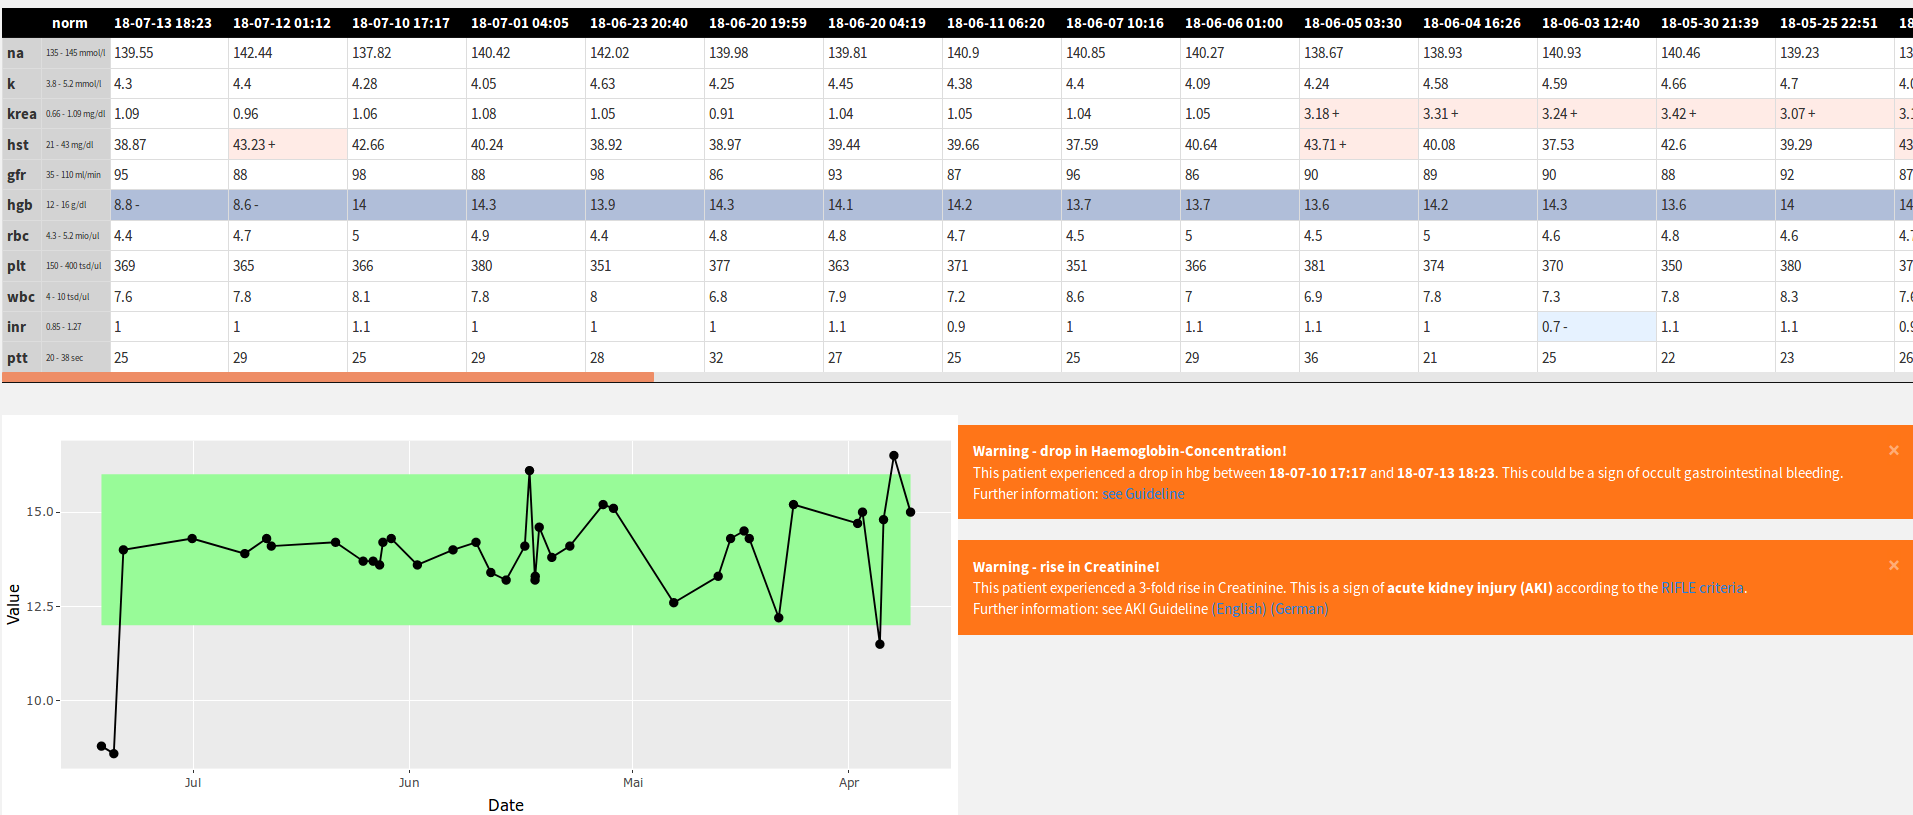 norm 18-07-13 18:23 18-07-12 01:12 18-07-10 17:17 18-07-01 04:05 18-06-23 20:40 18-06-20 19:59 18-06-20 04:19 18-06-11 06:20 18-06-07 10:16 18-06-06 01:00 18-06-05 03:30 18-06-04 16:26 18-06-03 12:40 18-05-30 21:39 18-05-25 22:51 18
na 135 - 145 mmol/l 139.55 142.44 137.82 140.42 142.02 139.98 139.81 140.9 140.85 140.27 138.67 138.93 140.93 140.46 139.23 13
k 3.8 - 5.2 mmol/l 4.3 4.4 4.28 4.05 4.63 4.25 4.45 4.38 4.4 4.09 4.24 4.58 4.59 4.66 4.7 4.0
krea 0.66 - 1.09 mg/dl 1.09 0.96 1.06 1.08 1.05 0.91 1.04 1.05 1.04 1.05 3.18 + 3.31 + 3.24 + 3.42 + 3.07 + 3.1
hst 21 - 43 mg/dl 38.87 43.23 + 42.66 40.24 38.92 38.97 39.44 39.66 37.59 40.64 43.71 + 40.08 37.53 42.6 39.29 43
gfr 35 - 110 ml/min 95 88 98 88 98 86 93 87 96 86 90 89 90 88 92 87
hgb 12 - 16 g/dl 8.8 - 8.6 - 14 14.3 13.9 14.3 14.1 14.2 13.7 13.7 13.6 14.2 14.3 13.6 14 14
rbc 4.3 - 5.2 mio/ul 4.4 4.7 5 4.9 4.4 4.8 4.8 4.7 4.5 5 4.5 5 4.6 4.8 4.6 4.7
plt 150 - 400 tsd/ul 369 365 366 380 351 377 363 371 351 366 381 374 370 350 380 37
wbc 4 - 10 tsd/ul 7.6 7.8 8.1 7.8 8 6.8 7.9 7.2 8.6 7 6.9 7.8 7.3 7.8 8.3 7.6
inr 0.85 - 1.27 1 1 1.1 1 1 1 1.1 0.9 1 1.1 1.1 1 0.7 - 1.1 1.1 0.9
ptt 20 - 38 sec 25 29 25 29 28 32 27 25 25 29 36 21 25 22 23 26
Value
15.0
12.5
10.0
Jul Jun Mai Apr
Date
Warning - drop in Haemoglobin-Concentration! ×
This patient experienced a drop in hbg between 18-07-10 17:17 and 18-07-13 18:23. This could be a sign of occult gastrointestinal bleeding.
Further information: see Guideline
Warning - rise in Creatinine! ×
This patient experienced a 3-fold rise in Creatinine. This is a sign of acute kidney injury (AKI) according to the RIFLE criteria.
Further information: see AKI Guideline (English) (German)